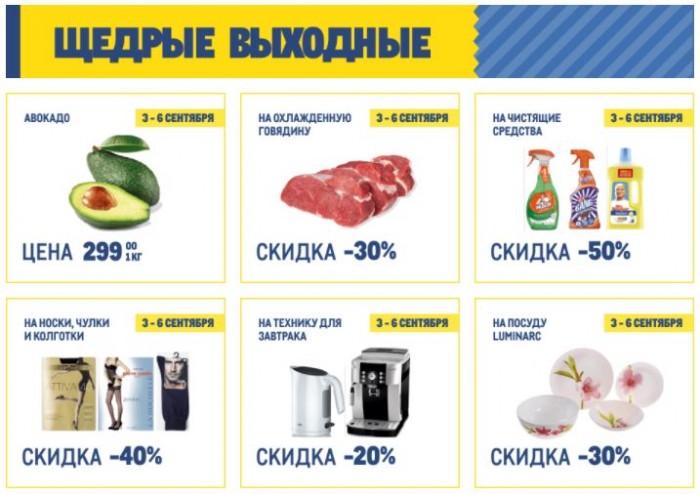 ЩЕДРЫЕ ВЫХОДНЫЕ
АВОКАДО
3 - 6 СЕНТЯБРЯ
ЦЕНА 299 00 1 КГ
НА ОХЛАЖДЕННУЮ
ГОВЯДИНУ
3 - 6 СЕНТЯБРЯ
СКИДКА -30%
НА ЧИСТЯЩИЕ
СРЕДСТВА
3 - 6 СЕНТЯБРЯ
СКИДКА -50%
НА НОСКИ, ЧУЛКИ
И КОЛГОТКИ
3 - 6 СЕНТЯБРЯ
СКИДКА -40%
НА ТЕХНИКУ ДЛЯ
ЗАВТРАКА
3 - 6 СЕНТЯБРЯ
СКИДКА -20%
НА ПОСУДУ
LUMINARC
3 - 6 СЕНТЯБРЯ
СКИДКА -30%